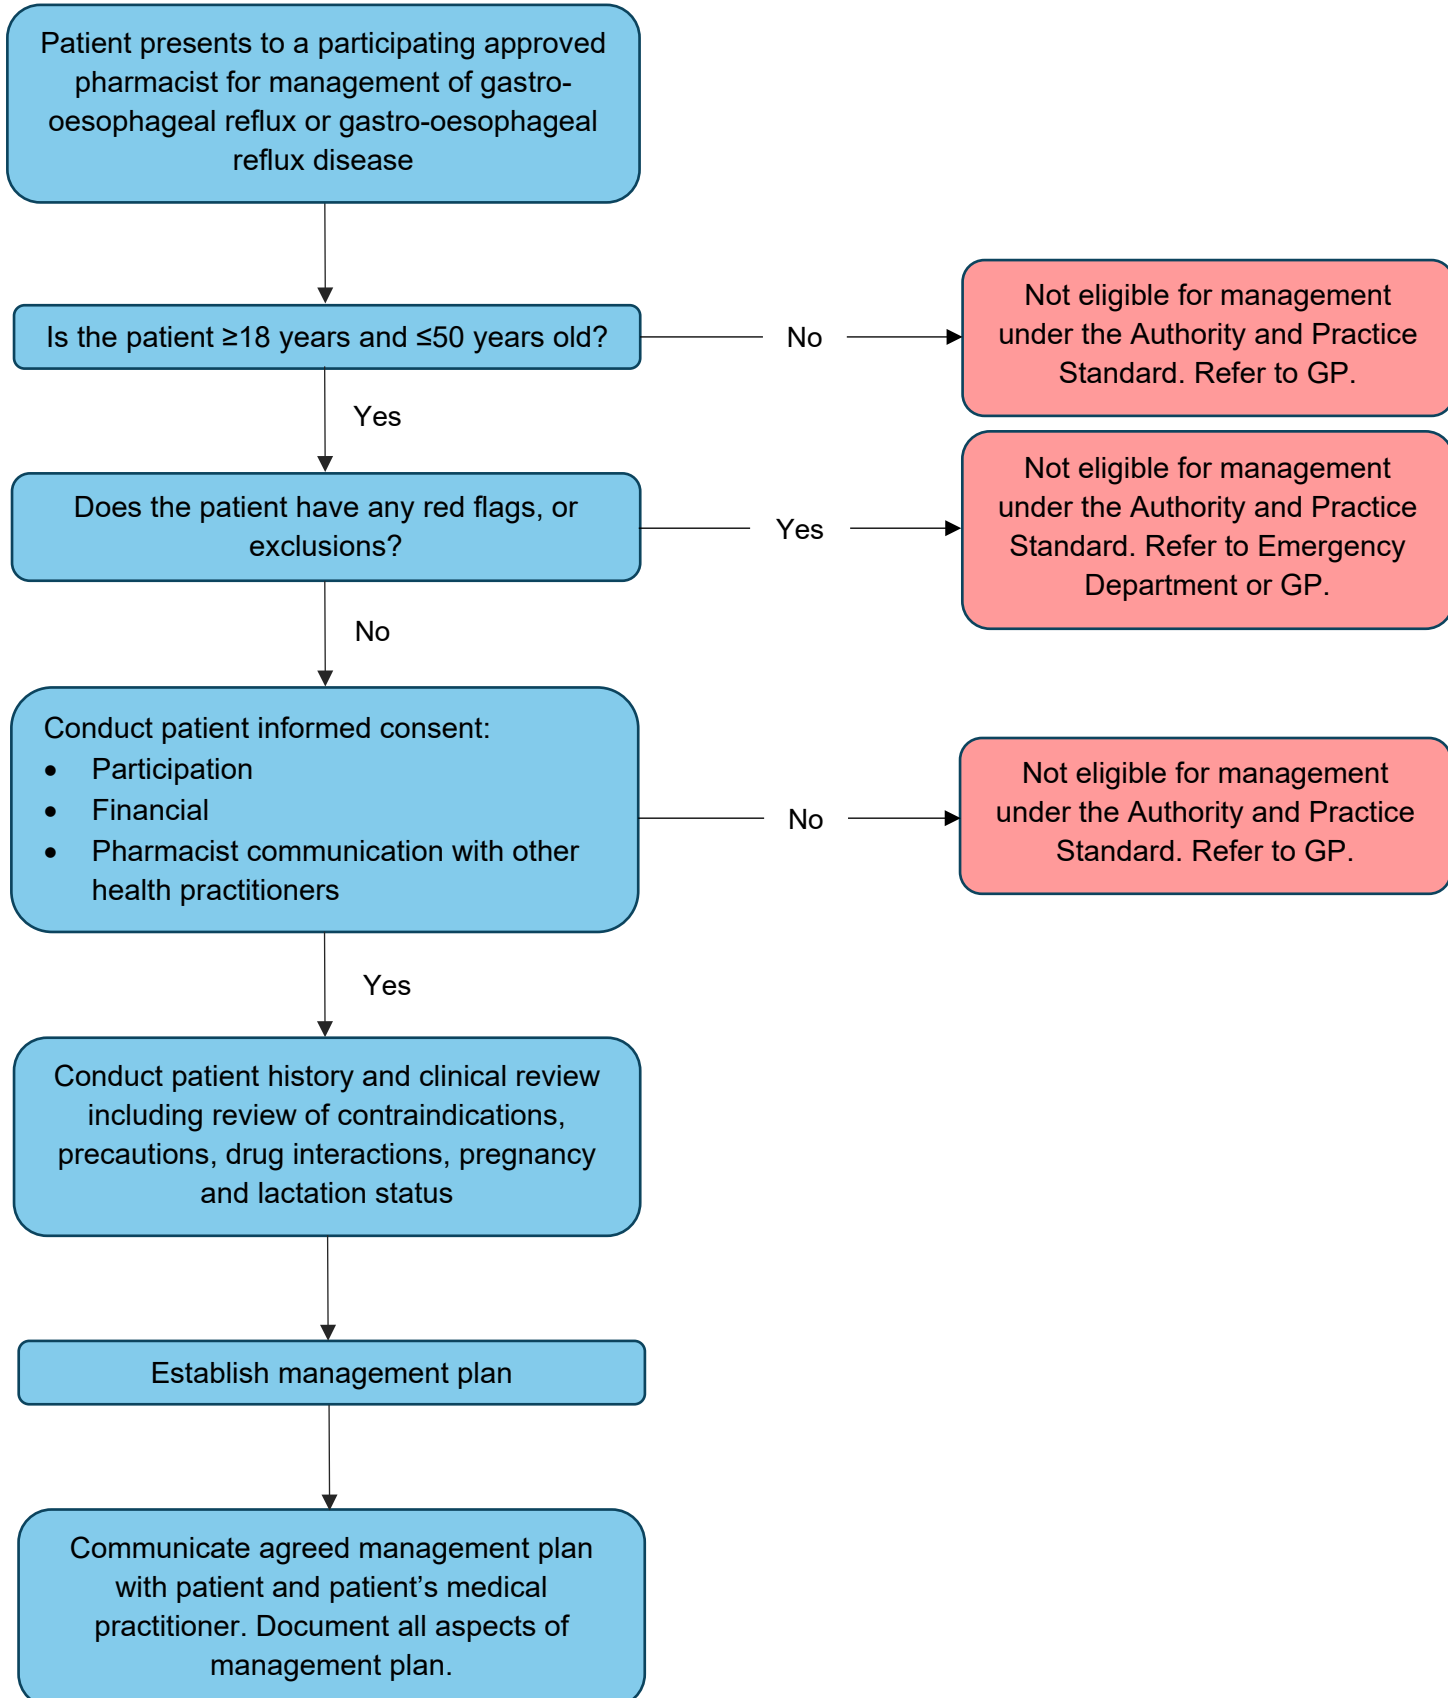 Patient presents to a participating approved
pharmacist for management of gastro-
oesophageal reflux or gastro-oesophageal
reflux disease
Is the patient ≥18 years and ≤50 years old?
No
Not eligible for management
under the Authority and Practice
Standard. Refer to GP.
Yes
Does the patient have any red flags, or
exclusions?
Yes
Not eligible for management
under the Authority and Practice
Standard. Refer to Emergency
Department or GP.
No
Conduct patient informed consent:
• Participation
• Financial
• Pharmacist communication with other
health practitioners
No
Not eligible for management
under the Authority and Practice
Standard. Refer to GP.
Yes
Conduct patient history and clinical review
including review of contraindications,
precautions, drug interactions, pregnancy
and lactation status
Establish management plan
Communicate agreed management plan
with patient and patient’s medical
practitioner. Document all aspects of
management plan.